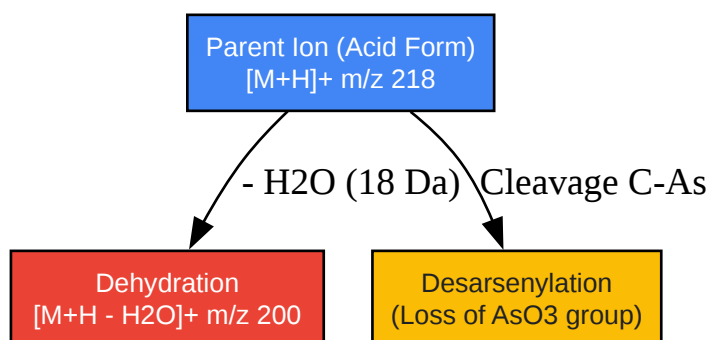 Parent Ion (Acid Form)
[M+H]+ m/z 218
- H2O (18 Da)
Cleavage C-As
Dehydration
[M+H - H2O]+ m/z 200
Desarsenylation
(Loss of AsO3 group)